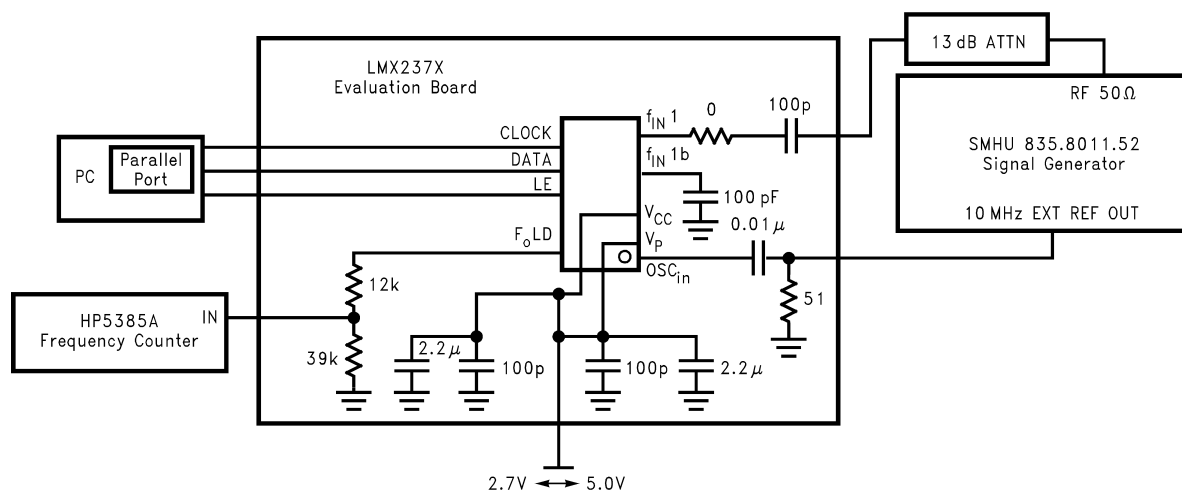 LMX237X
Evaluation Board
13 dB ATTN
RF 50Ω
SMHU 835.8011.52
Signal Generator
10 MHz EXT REF OUT
PC
Parallel
Port
CLOCK
DATA
LE
FoLD
fIN 1
0
100p
fIN 1b
100 pF
VCC
0.01μ
VP
OSCin
51
12k
HP5385A
Frequency Counter
IN
39k
2.2μ
100p
100p
2.2μ
2.7V
5.0V